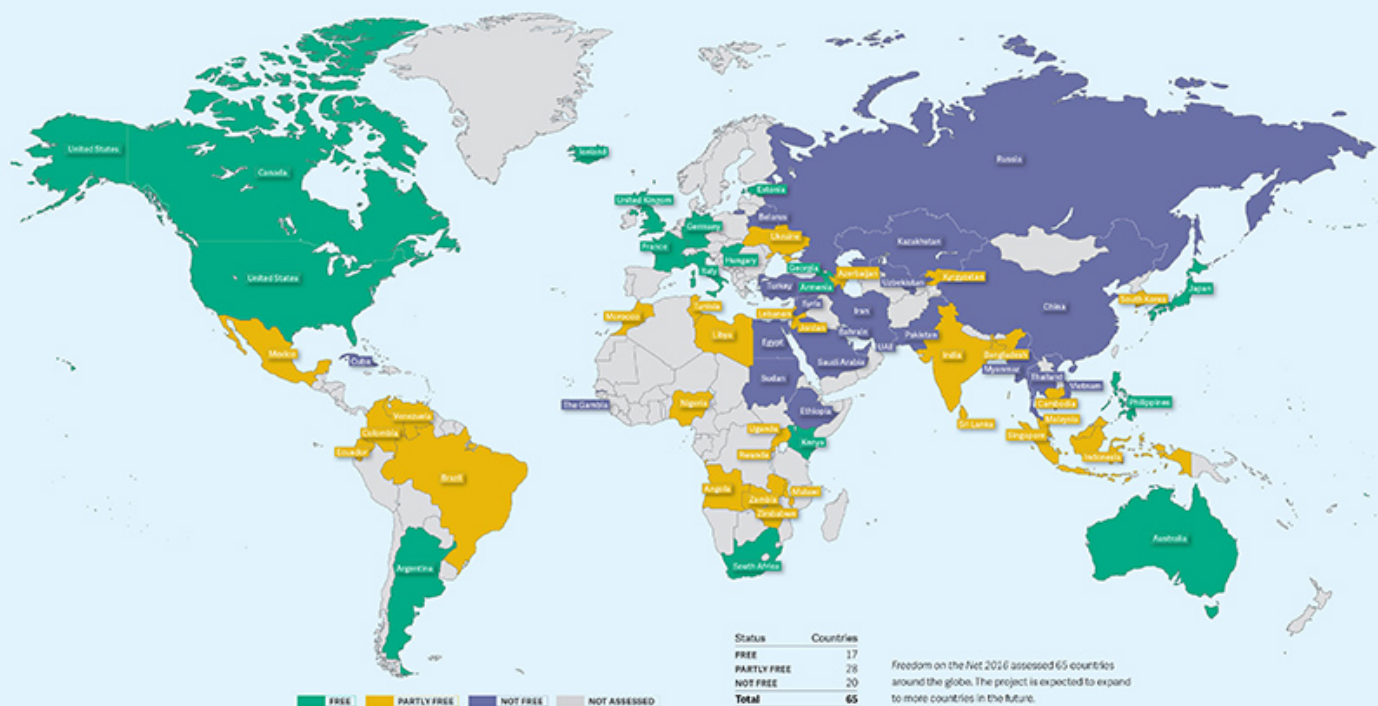 Iceland
United States
Canada
Russia
Estonia
United Kingdom
Belarus
Germany
Ukraine
France
Kazakhstan
Hungary
Italy
Georgia
Azerbaijan
Kyrgyzstan
United States
Turkey
Armenia
Uzbekistan
Japan
South Korea
Syria
Tunisia
Morocco
Lebanon
Jordan
Iran
China
Libya
Bahrain
Pakistan
Egypt
UAE
Mexico
Cuba
India
Bangladesh
Saudi Arabia
Myanmar
Sudan
Thailand
Vietnam
The Gambia
Nigeria
Ethiopia
Cambodia
Philippines
Venezuela
Sri Lanka
Malaysia
Colombia
Uganda
Singapore
Kenya
Ecuador
Rwanda
Indonesia
Brazil
Angola
Malawi
Zambia
Zimbabwe
Australia
Argentina
South Africa
Status Countries
FREE 17
PARTLY FREE 28
NOT FREE 20
Total 65
Freedom on the Net 2016 assessed 65 countries
around the globe. The project is expected to expand
to more countries in the future.
FREE PARTLY FREE NOT FREE NOT ASSESSED